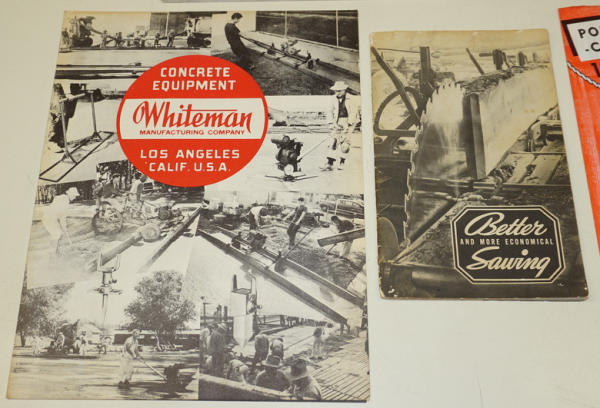 CONCRETE
EQUIPMENT
Whiteman
MANUFACTURING COMPANY
LOS ANGELES
CALIF. U.S.A.
Better
AND MORE ECONOMICAL
Sawing
PO
-C